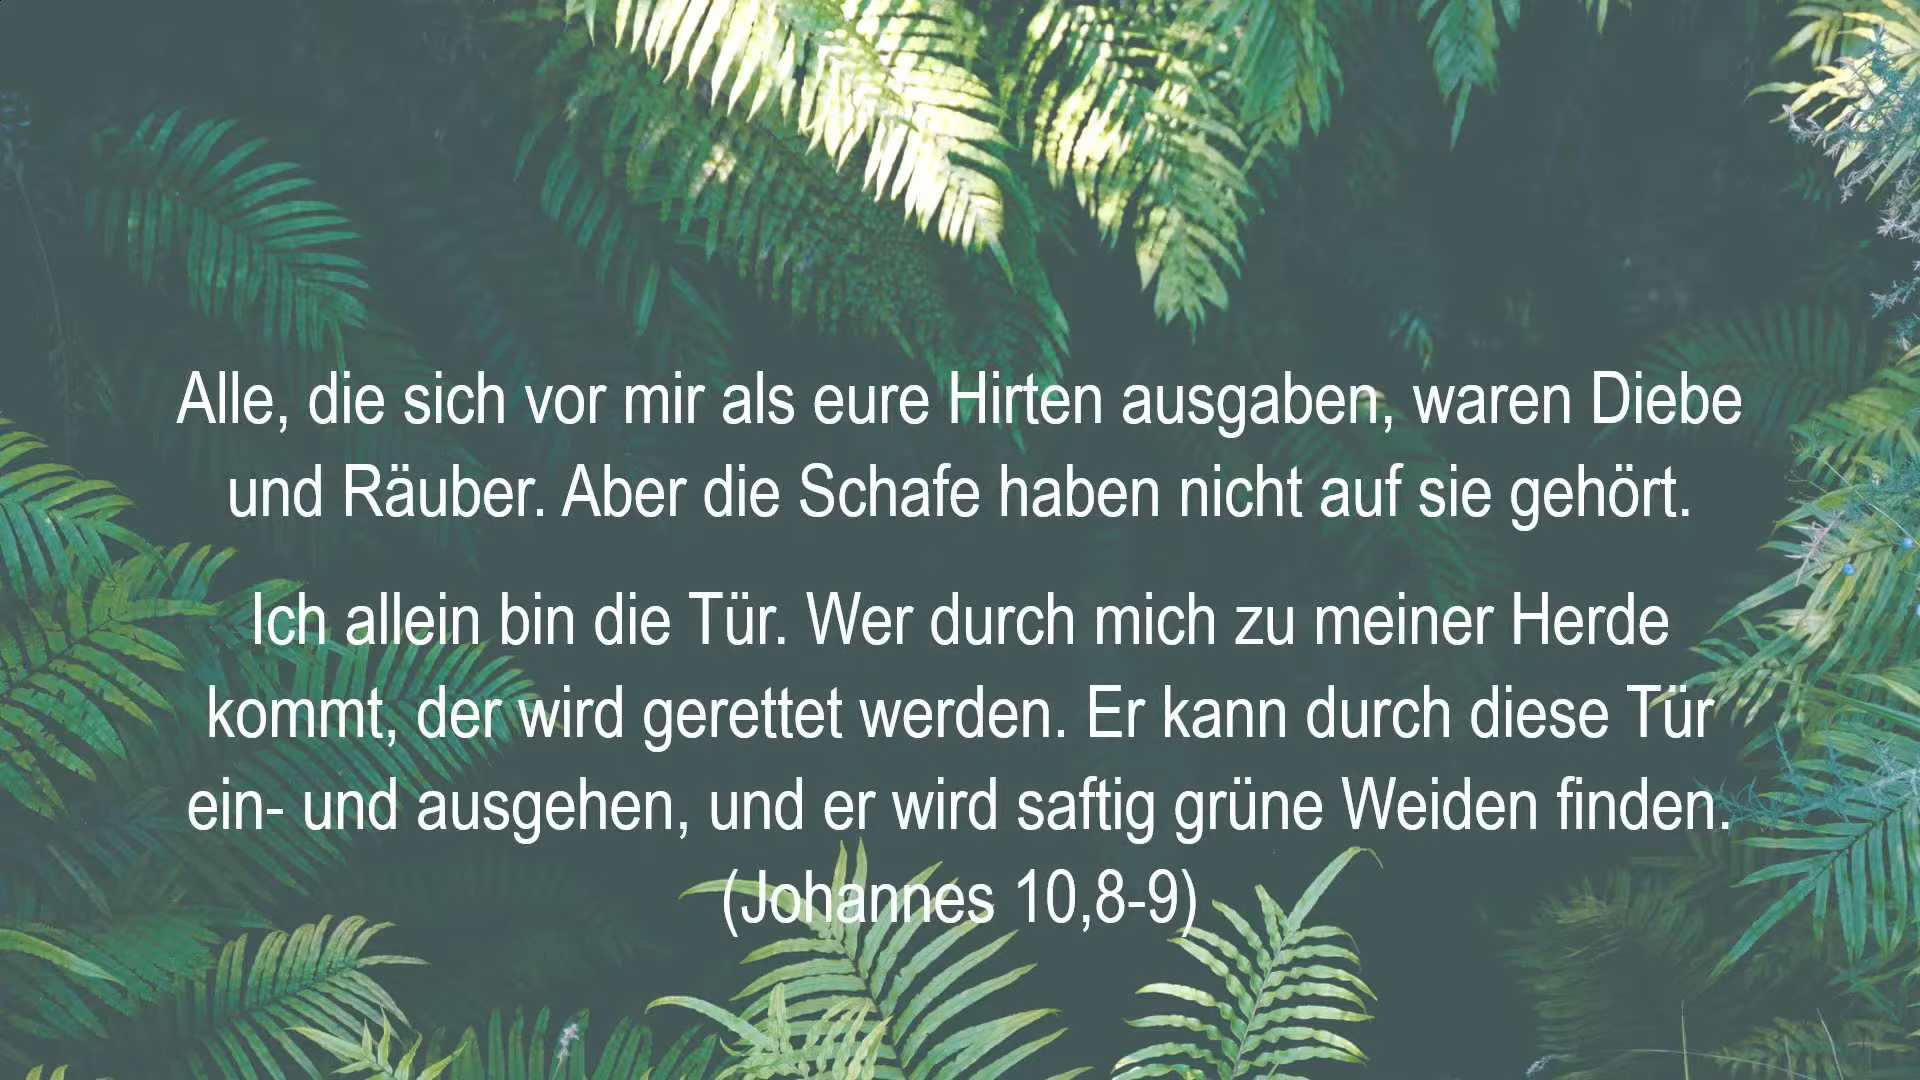 Alle, die sich vor mir als eure Hirten ausgaben, waren Diebe
und Räuber. Aber die Schafe haben nicht auf sie gehört.
Ich allein bin die Tür. Wer durch mich zu meiner Herde
kommt, der wird gerettet werden. Er kann durch diese Tür
ein- und ausgehen, und er wird saftig grüne Weiden finden.
(Johannes 10,8-9)